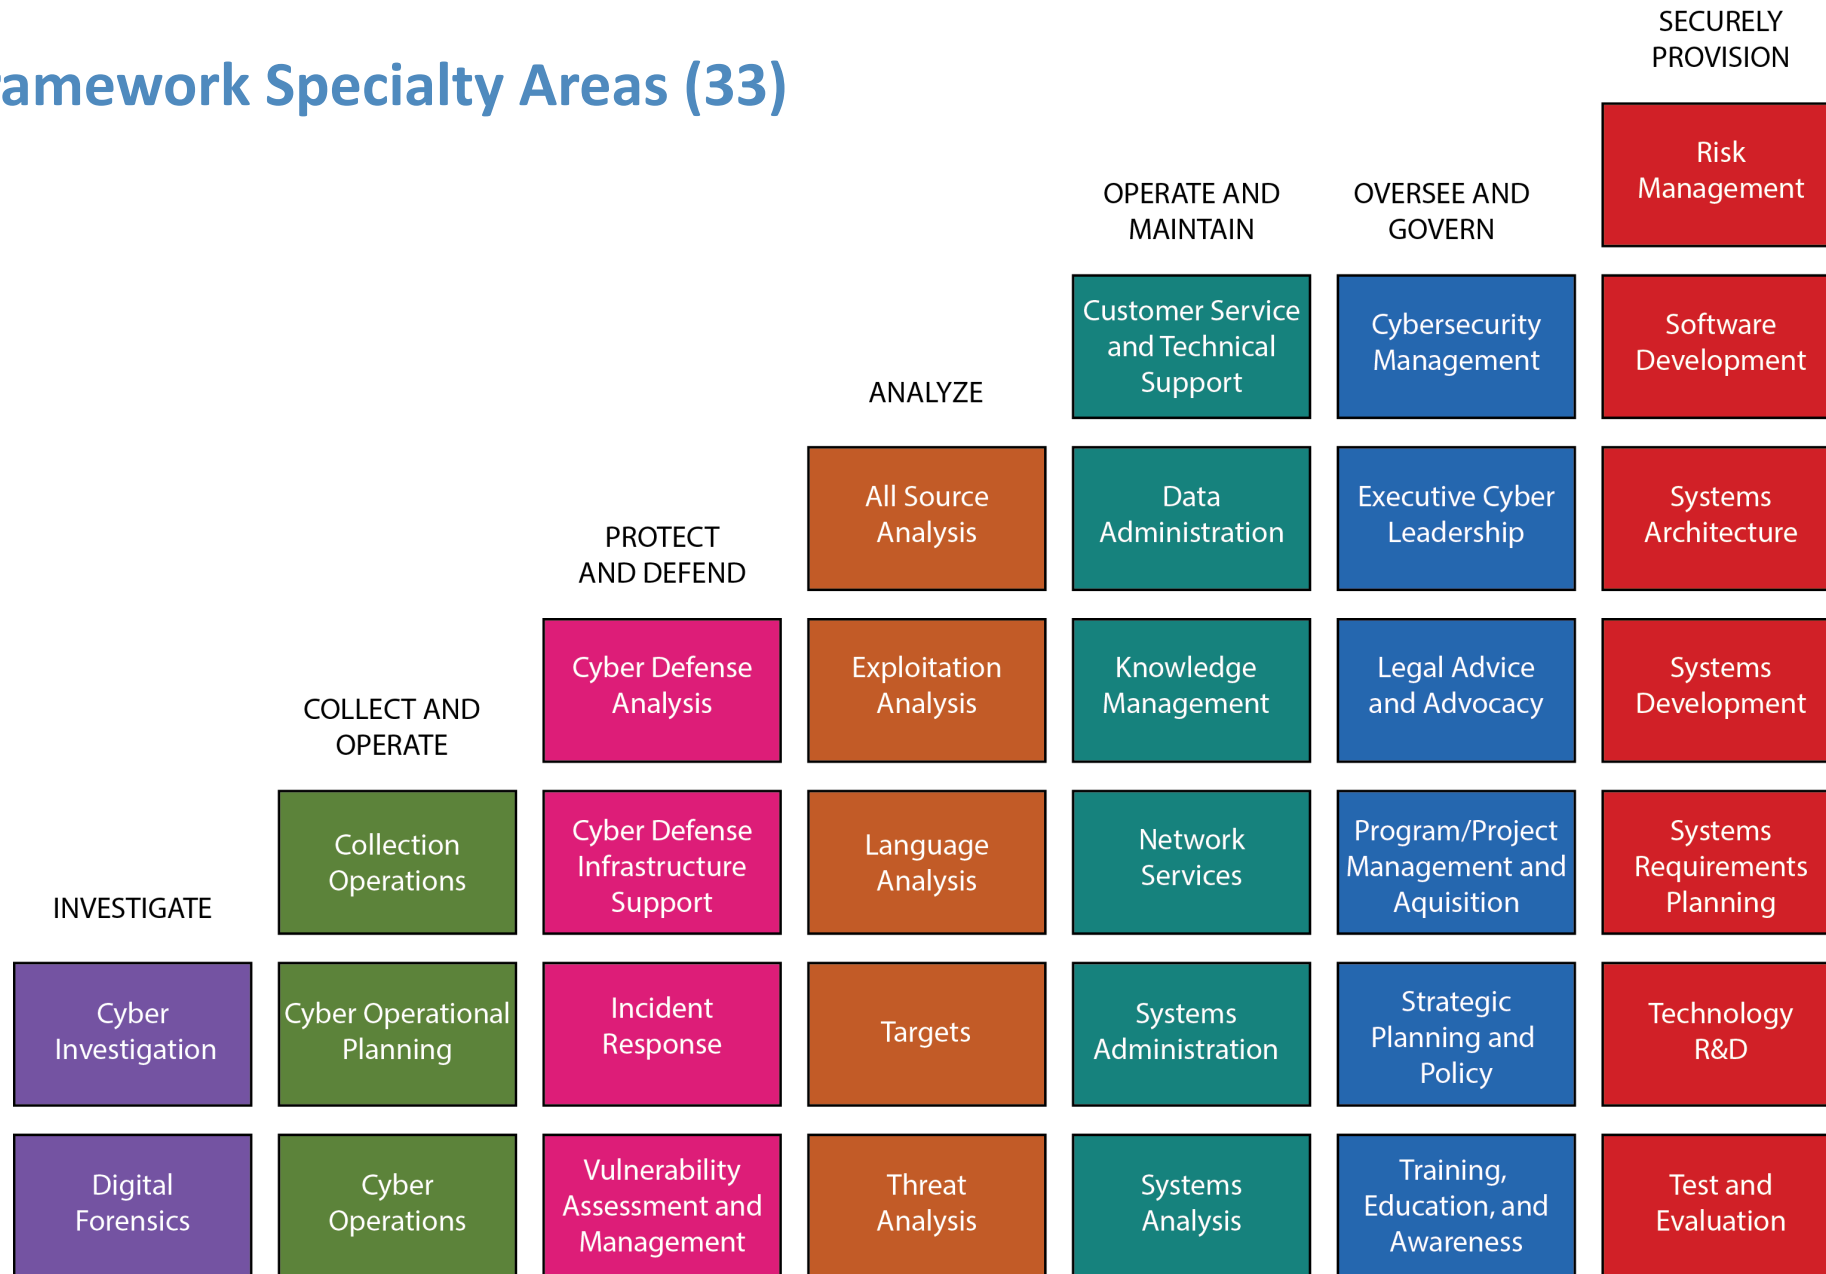 ramework Specialty Areas (33)
INVESTIGATE
Cyber
Investigation
Digital
Forensics
COLLECT AND
OPERATE
Collection
Operations
Cyber Operational
Planning
Cyber
Operations
PROTECT
AND DEFEND
Cyber Defense
Analysis
Cyber Defense
Infrastructure
Support
Incident
Response
Vulnerability
Assessment and
Management
ANALYZE
All Source
Analysis
Exploitation
Analysis
Language
Analysis
Targets
Threat
Analysis
OPERATE AND
MAINTAIN
Customer Service
and Technical
Support
Data
Administration
Knowledge
Management
Network
Services
Systems
Administration
Systems
Analysis
OVERSEE AND
GOVERN
Cybersecurity
Management
Executive Cyber
Leadership
Legal Advice
and Advocacy
Program/Project
Management and
Aquisition
Strategic
Planning and
Policy
Training,
Education, and
Awareness
SECURELY
PROVISION
Risk
Management
Software
Development
Systems
Architecture
Systems
Development
Systems
Requirements
Planning
Technology
R&D
Test and
Evaluation